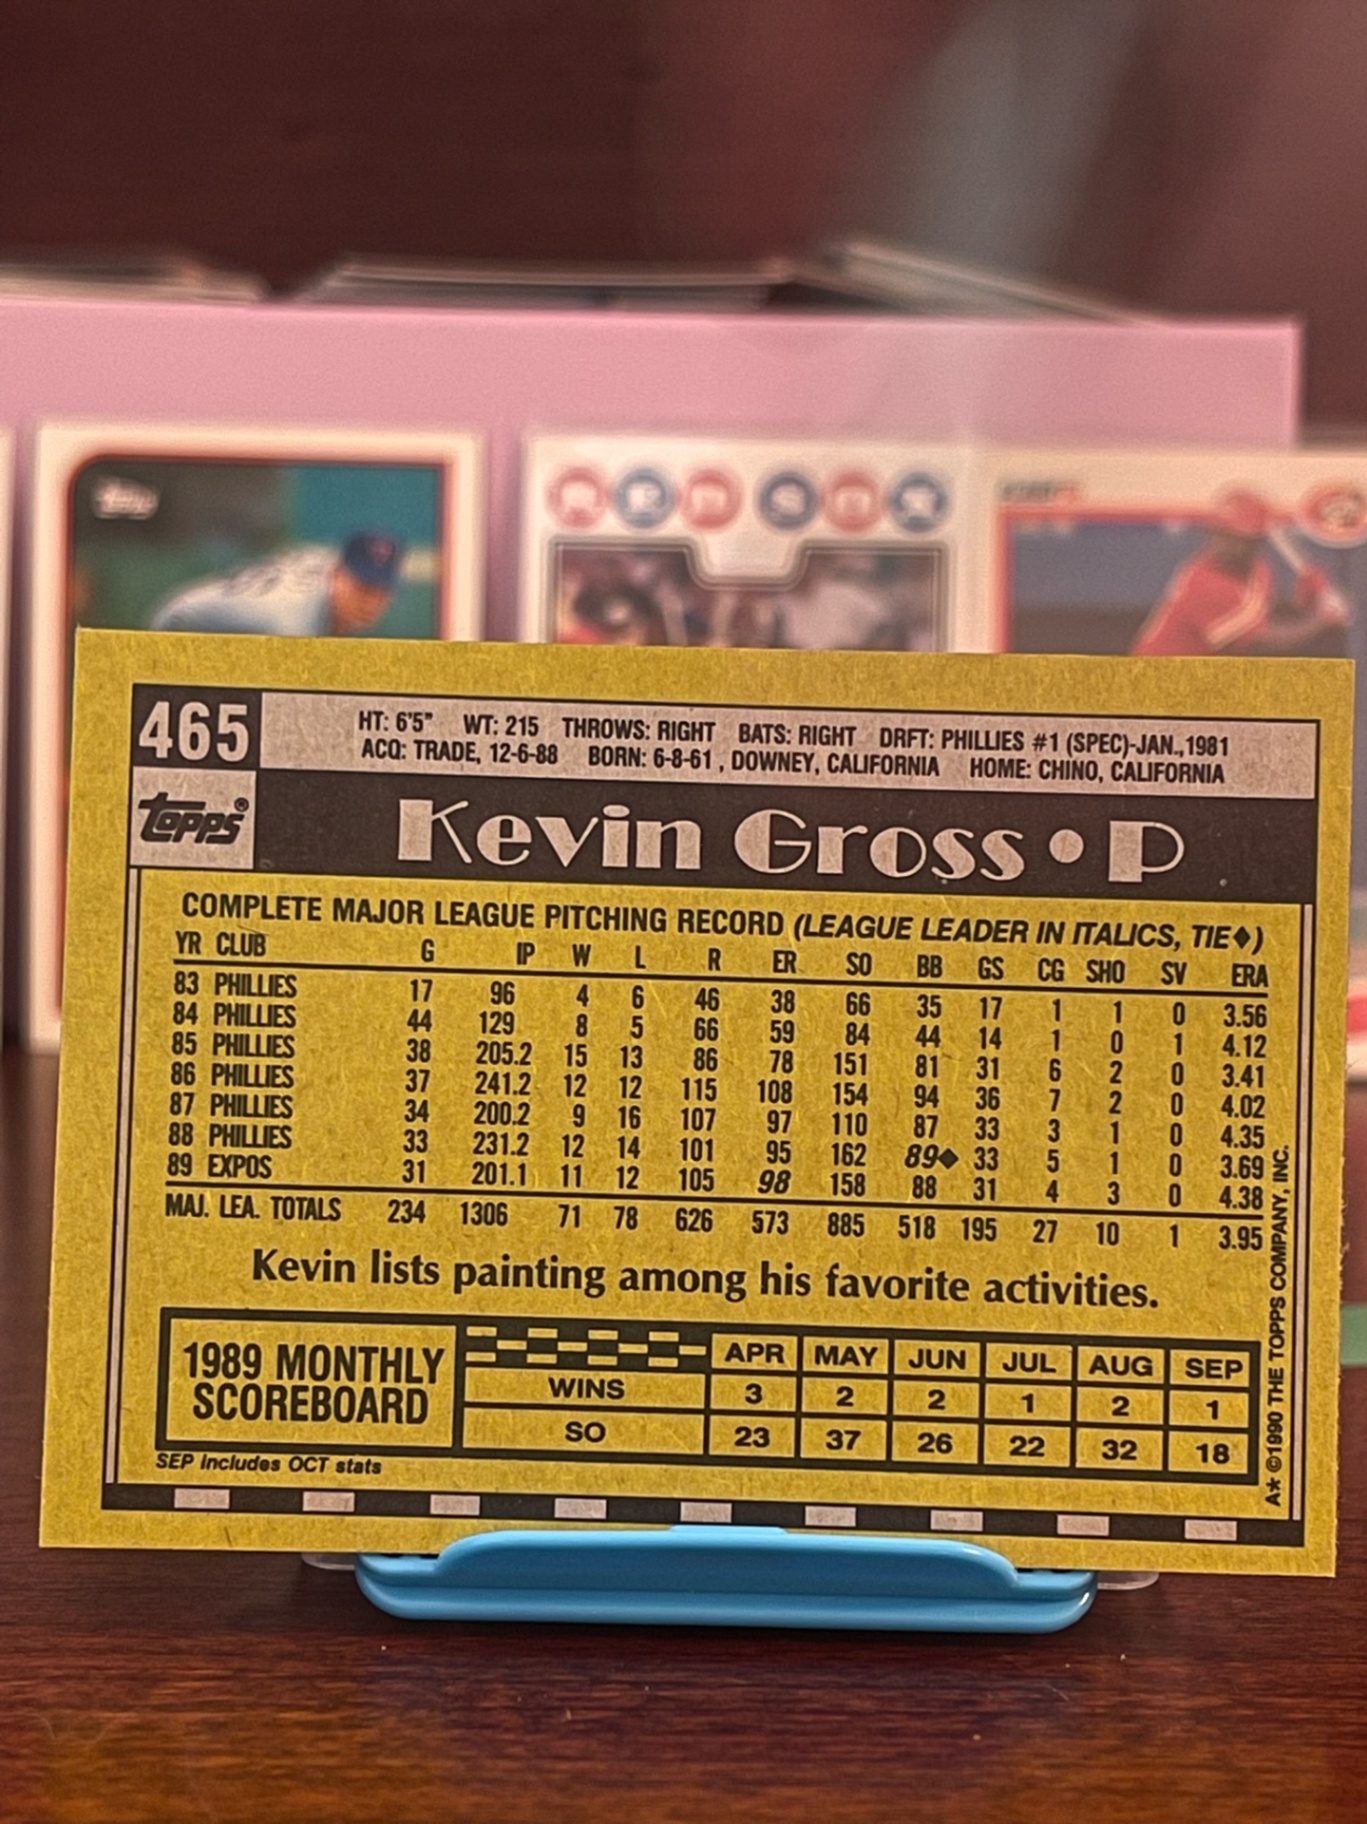 Topps
RED SOX
465
HT: 6'5" WT: 215 THROWS: RIGHT BATS: RIGHT DRFT: PHILLIES #1 (SPEC)-JAN.,1981
ACQ: TRADE, 12-6-88 BORN: 6-8-61 , DOWNEY, CALIFORNIA HOME: CHINO, CALIFORNIA
Topps®
Kevin Gross • P
COMPLETE MAJOR LEAGUE PITCHING RECORD (LEAGUE LEADER IN ITALICS, TIE◆)
YR CLUB G IP W L R ER SO BB GS CG SHO SV ERA
83 PHILLIES 17 96 4 6 46 38 66 35 17 1 1 0 3.56
84 PHILLIES 44 129 8 5 66 59 84 44 14 1 0 1 4.12
85 PHILLIES 38 205.2 15 13 86 78 151 81 31 6 2 0 3.41
86 PHILLIES 37 241.2 12 12 115 108 154 94 36 7 2 0 4.02
87 PHILLIES 34 200.2 9 16 107 97 110 87 33 3 1 0 4.35
88 PHILLIES 33 231.2 12 14 101 95 162 89◆ 33 5 1 0 3.69
89 EXPOS 31 201.1 11 12 105 98 158 88 31 4 3 0 4.38
MAJ. LEA. TOTALS 234 1306 71 78 626 573 885 518 195 27 10 1 3.95
Kevin lists painting among his favorite activities.
1989 MONTHLY
SCOREBOARD
APR MAY JUN JUL AUG SEP
WINS 3 2 2 1 2 1
SO 23 37 26 22 32 18
SEP includes OCT stats
A* ©1990 THE TOPPS COMPANY, INC.